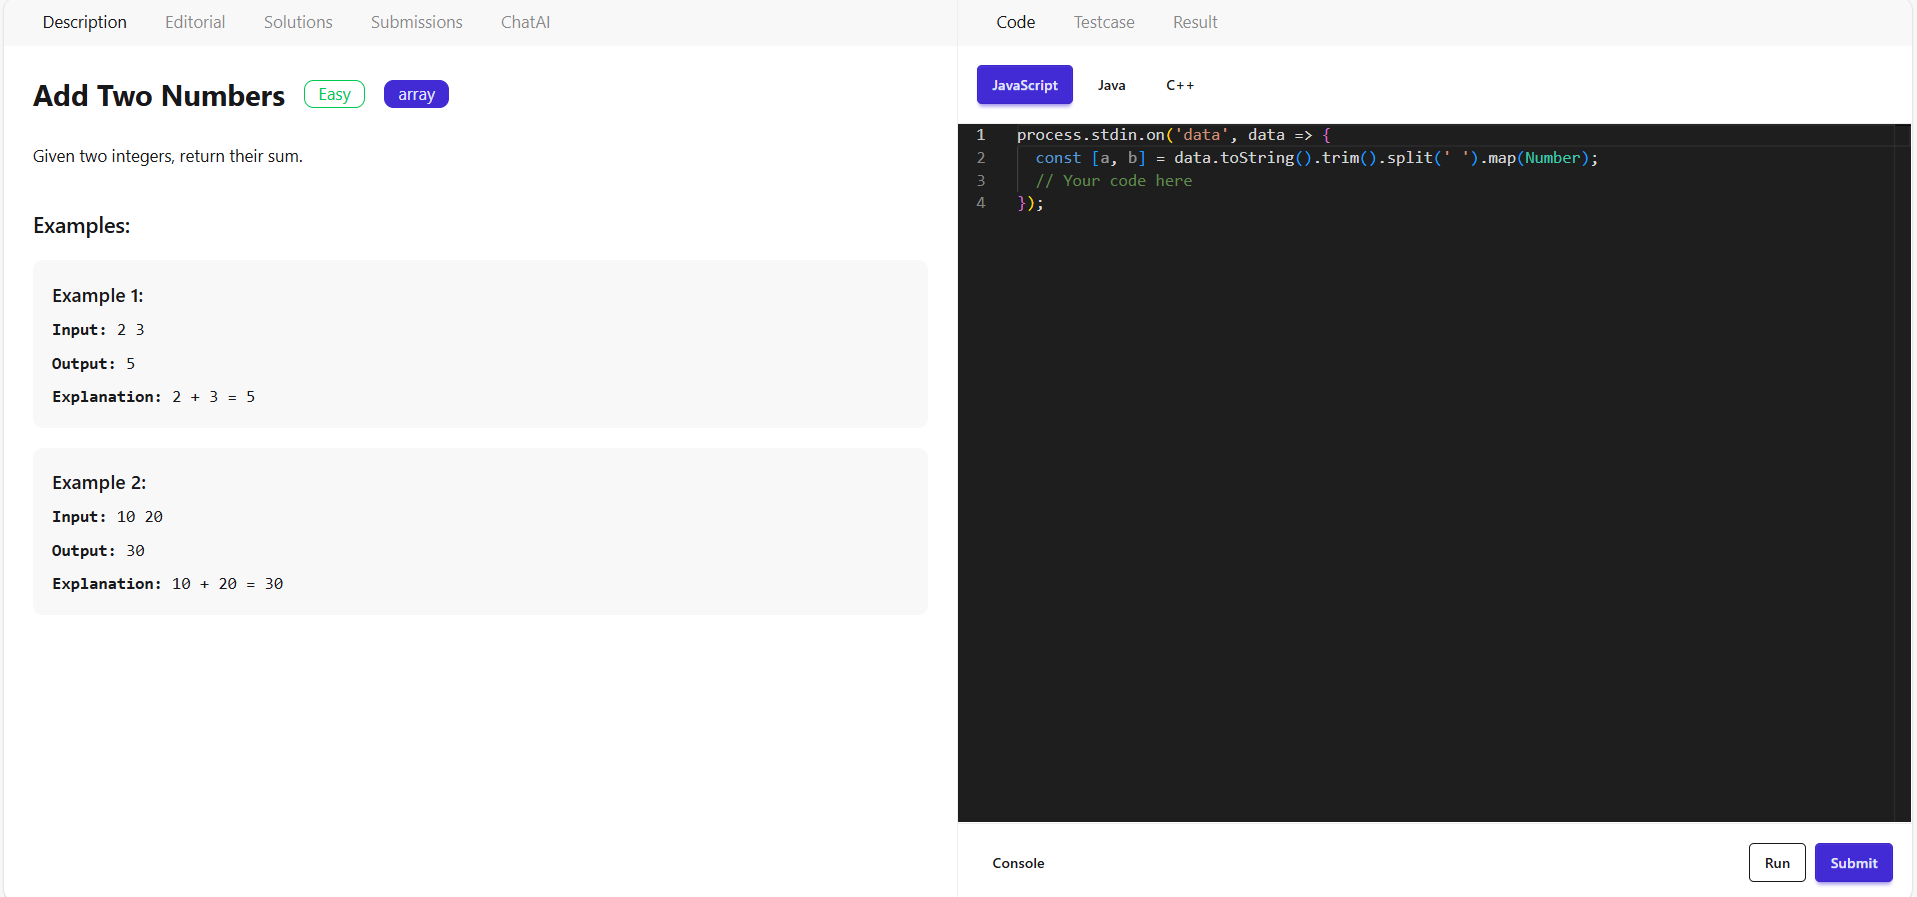 Description Editorial Solutions Submissions ChatAI
Add Two Numbers Easy array
Given two integers, return their sum.
Examples:
Example 1:
Input: 2 3
Output: 5
Explanation: 2 + 3 = 5
Example 2:
Input: 10 20
Output: 30
Explanation: 10 + 20 = 30
Code Testcase Result
JavaScript Java C++
1 process.stdin.on('data', data => {
2 const [a, b] = data.toString().trim().split(' ').map(Number);
3 // Your code here
4 });
Console Run Submit